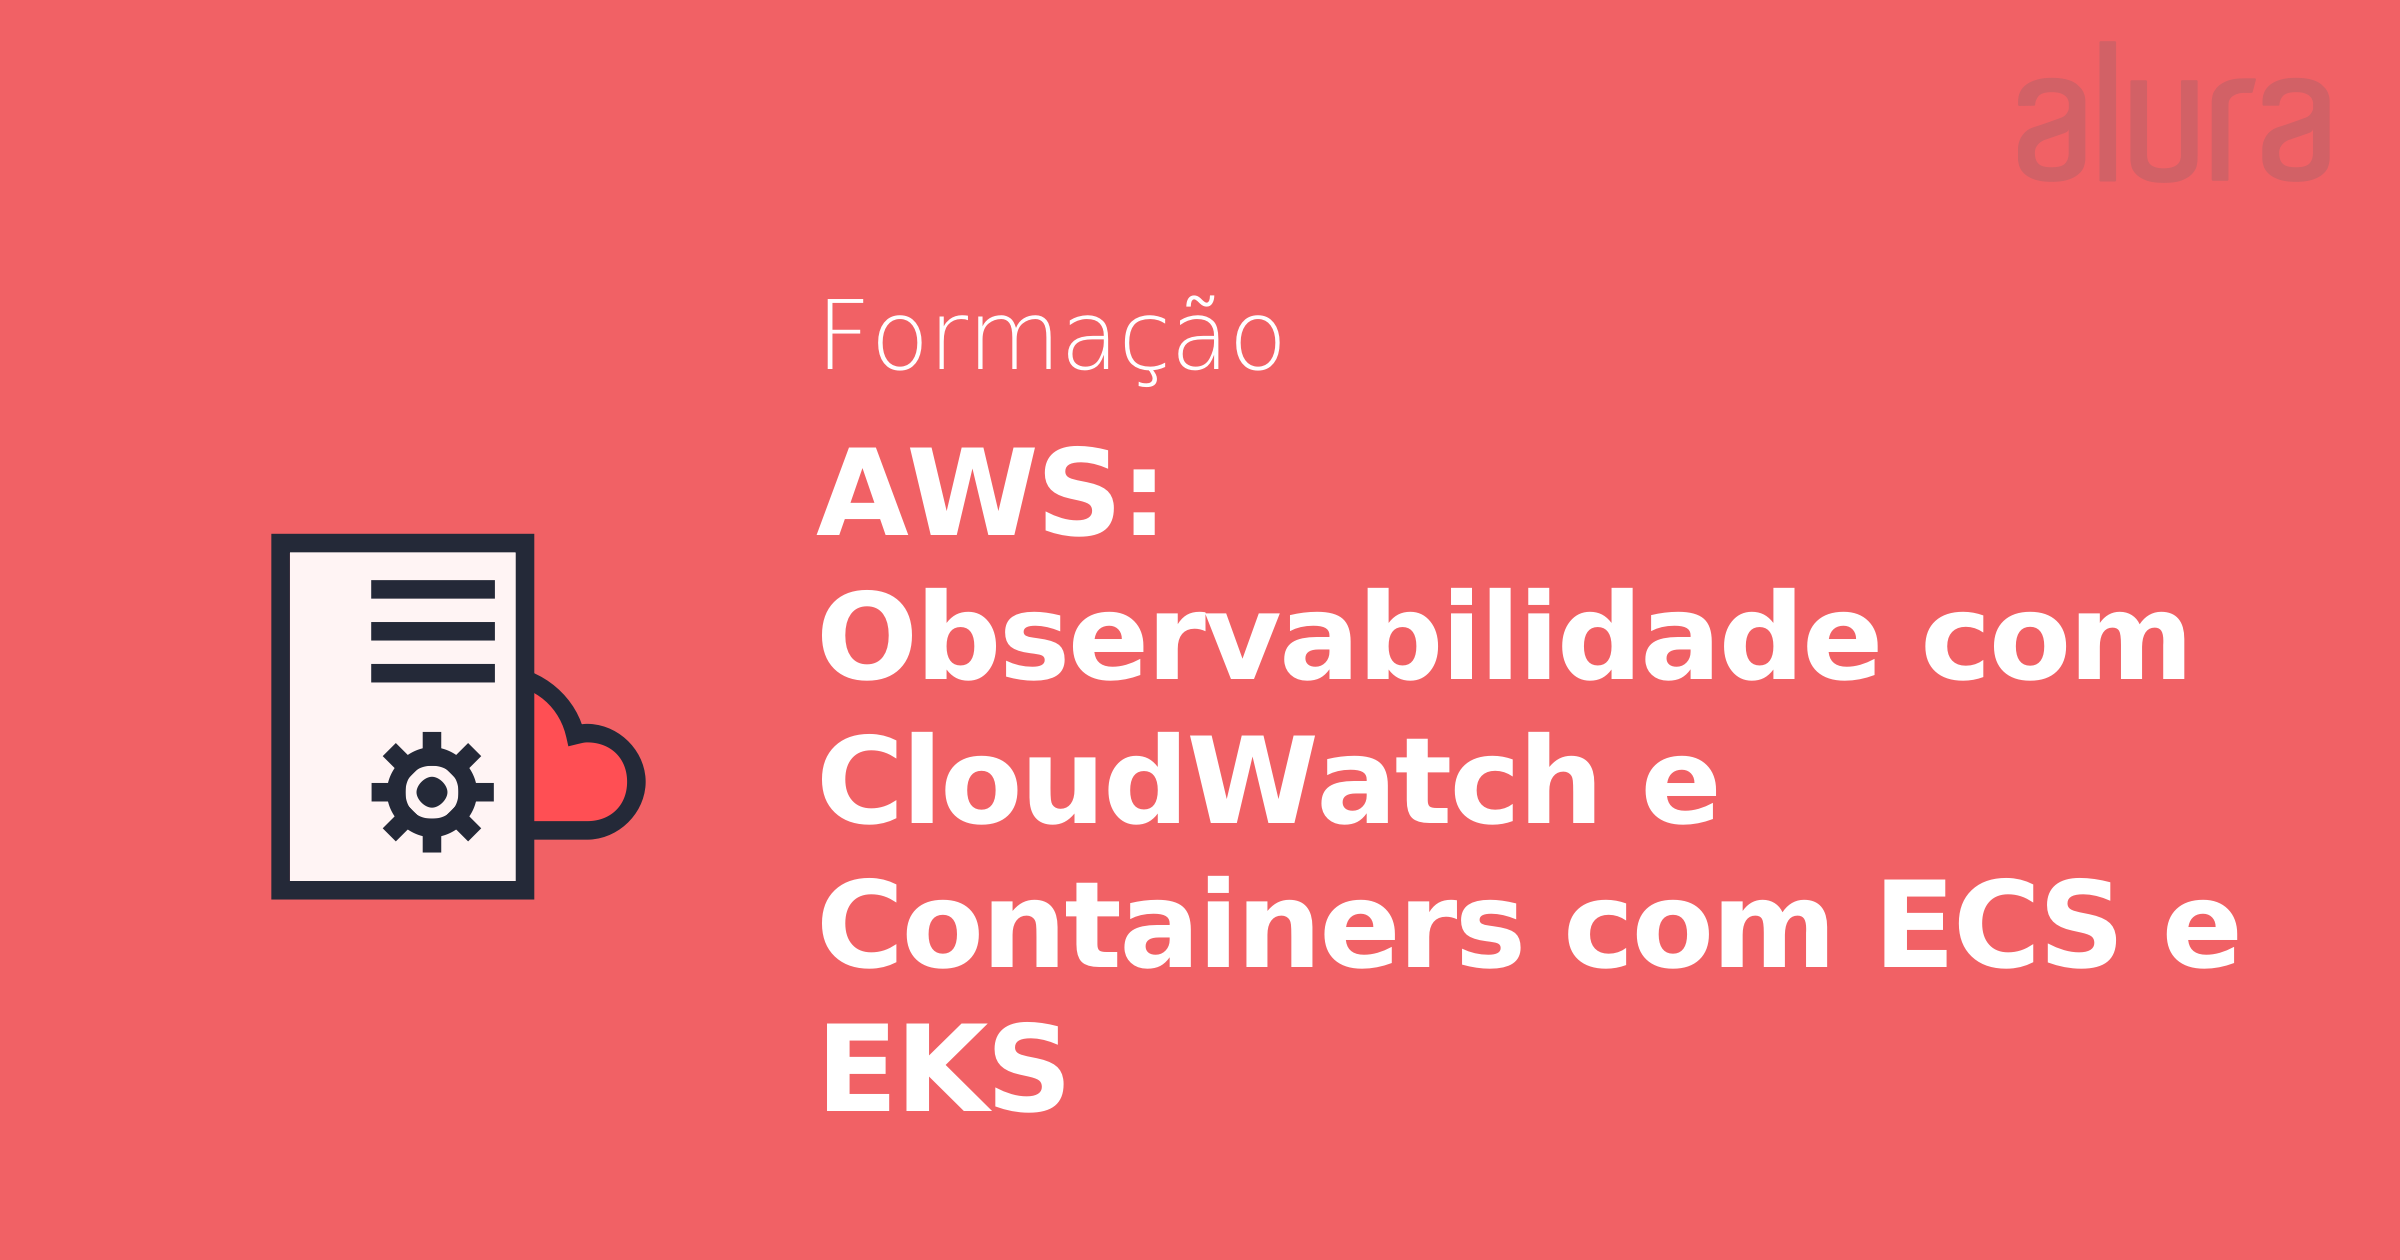 alura
Formação
AWS:
Observabilidade com
CloudWatch e
Containers com ECS e
EKS